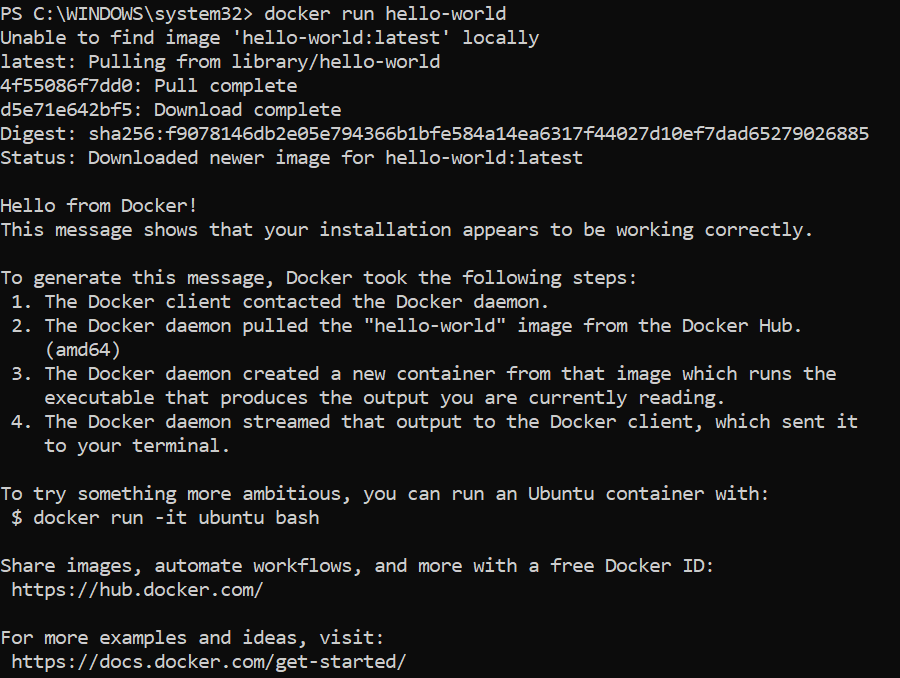 PS C:\WINDOWS\system32> docker run hello-world
Unable to find image 'hello-world:latest' locally
latest: Pulling from library/hello-world
4f55086f7dd0: Pull complete
d5e71e642bf5: Download complete
Digest: sha256:f9078146db2e05e794366b1bfe584a14ea6317f44027d10ef7dad65279026885
Status: Downloaded newer image for hello-world:latest

Hello from Docker!
This message shows that your installation appears to be working correctly.

To generate this message, Docker took the following steps:
 1. The Docker client contacted the Docker daemon.
 2. The Docker daemon pulled the "hello-world" image from the Docker Hub.
    (amd64)
 3. The Docker daemon created a new container from that image which runs the
    executable that produces the output you are currently reading.
 4. The Docker daemon streamed that output to the Docker client, which sent it
    to your terminal.

To try something more ambitious, you can run an Ubuntu container with:
 $ docker run -it ubuntu bash

Share images, automate workflows, and more with a free Docker ID:
 https://hub.docker.com/

For more examples and ideas, visit:
 https://docs.docker.com/get-started/